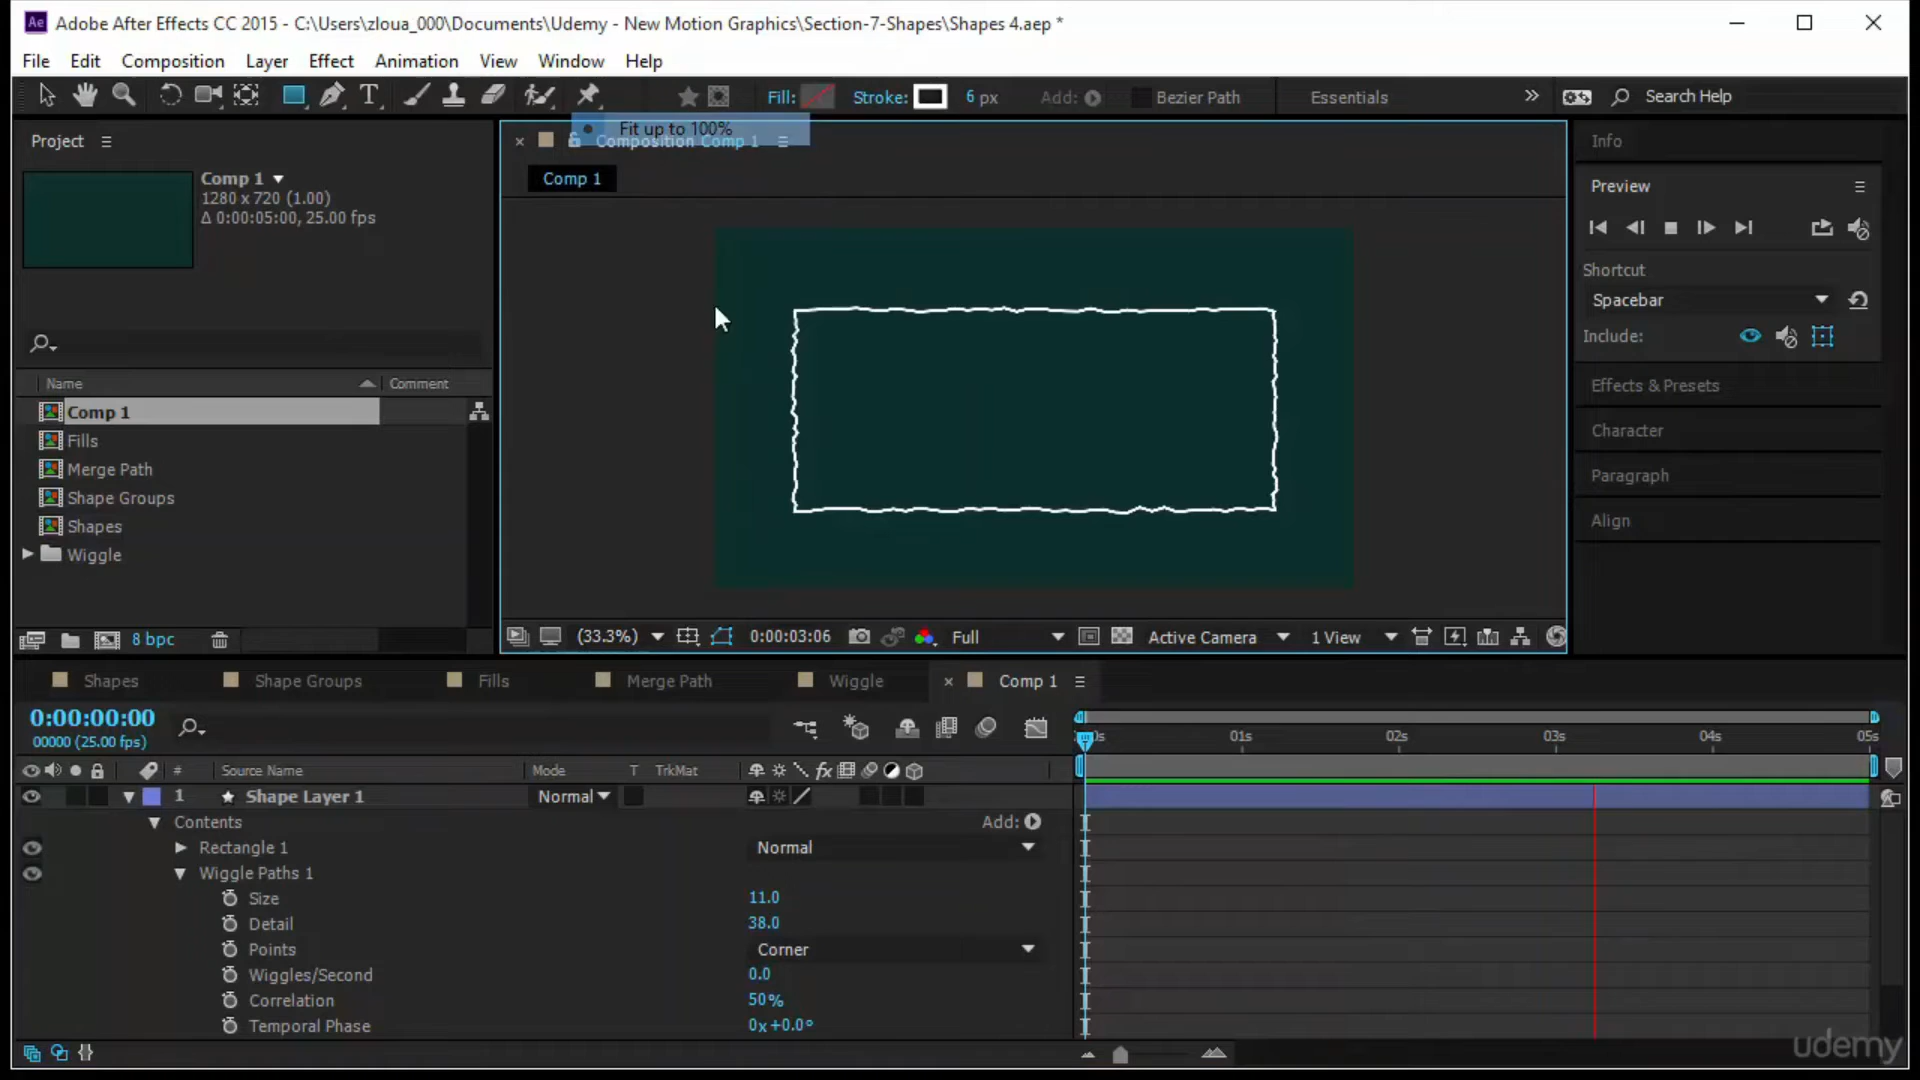 Ae Adobe After Effects CC 2015 - C:\Users\zloua_000\Documents\Udemy - New Motion Graphics\Section-7-Shapes\Shapes 4.aep *
File Edit Composition Layer Effect Animation View Window Help
T Fill: Stroke: 6 px Add: Bezier Path Essentials Search Help
Fit up to 100%
Project
Composition Comp 1
Info
Comp 1
1280 x 720 (1.00)
Δ 0:00:05:00, 25.00 fps
Comp 1
Preview
Shortcut
Spacebar
Include:
Name Comment
Effects & Presets
Comp 1
Fills
Character
Merge Path
Paragraph
Shape Groups
Shapes
Align
Wiggle
8 bpc
(33.3%) 0:00:03:06 Full Active Camera 1 View
Shapes Shape Groups Fills Merge Path Wiggle Comp 1
0:00:00:00
00000 (25.00 fps)
01s 02s 03s 04s 05s
# Source Name Mode T TrkMat fx
1 Shape Layer 1 Normal
Contents Add:
Rectangle 1 Normal
Wiggle Paths 1
Size 11.0
Detail 38.0
Points Corner
Wiggles/Second 0.0
Correlation 50%
Temporal Phase 0x+0.0°
udemy